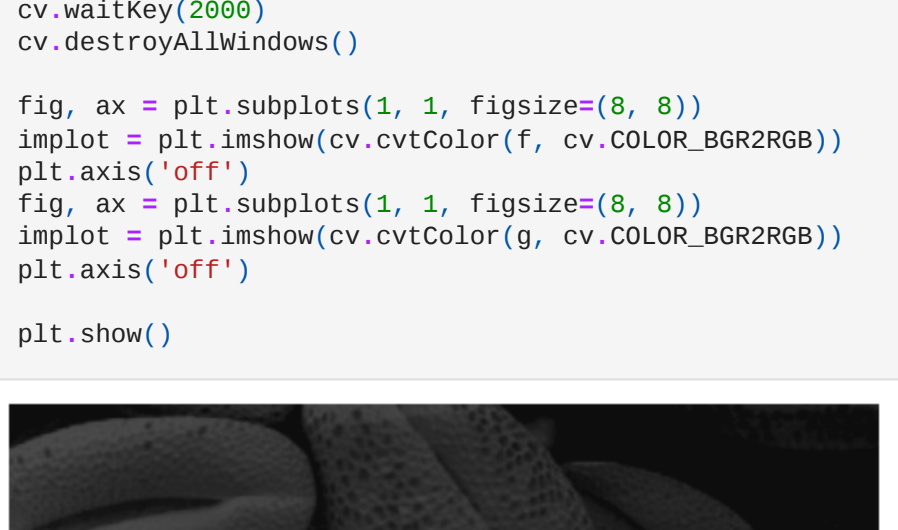 cv.waitKey(2000)
cv.destroyAllWindows()
fig, ax = plt.subplots(1, 1, figsize=(8, 8))
implot = plt.imshow(cv.cvtColor(f, cv.COLOR_BGR2RGB))
plt.axis('off')
fig, ax = plt.subplots(1, 1, figsize=(8, 8))
implot = plt.imshow(cv.cvtColor(g, cv.COLOR_BGR2RGB))
plt.axis('off')
plt.show()